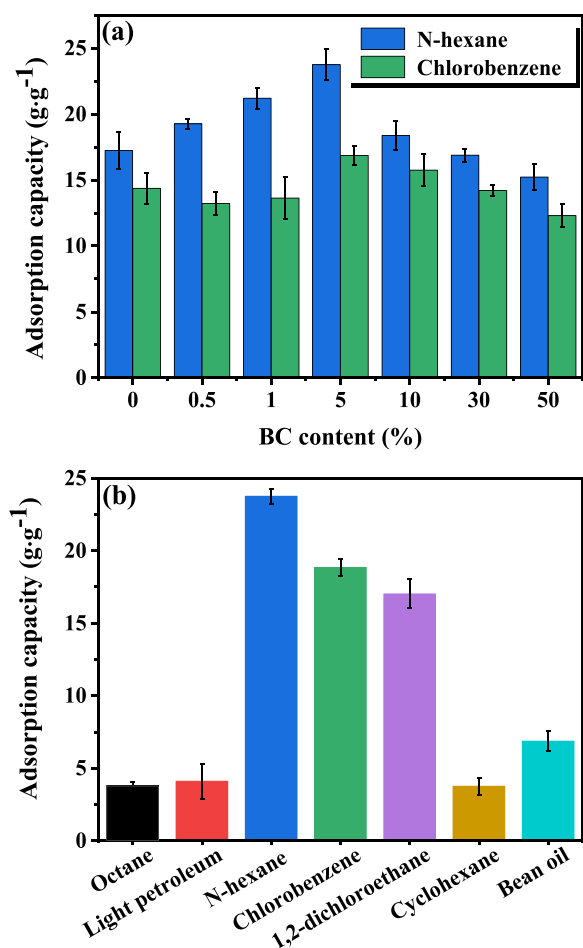 (a)
N-hexane
Chlorobenzene
Adsorption capacity (g·g⁻¹)
25
20
15
10
5
0
0 0.5 1 5 10 30 50
BC content (%)
(b)
Adsorption capacity (g·g⁻¹)
25
20
15
10
5
0
Octane
Light petroleum
N-hexane
Chlorobenzene
1,2-dichloroethane
Cyclohexane
Bean oil